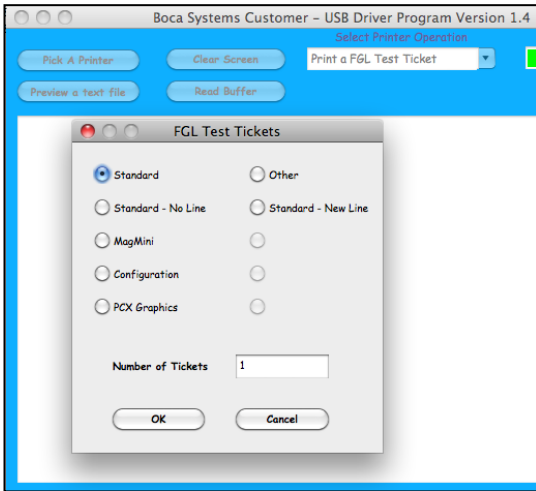 Boca Systems Customer - USB Driver Program Version 1.4
Select Printer Operation
Pick A Printer Clear Screen Print a FGL Test Ticket
Preview a text file Read Buffer
FGL Test Tickets
Standard Other
Standard - No Line Standard - New Line
MagMini
Configuration
PCX Graphics
Number of Tickets 1
OK Cancel